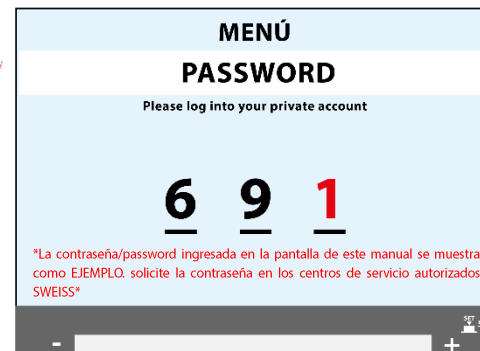 MENÚ
PASSWORD
Please log into your private account
6 9 1
*La contraseña/password ingresada en la pantalla de este manual se muestra
como EJEMPLO. solicite la contraseña en los centros de servicio autorizados
SWEISS*
SET
- +